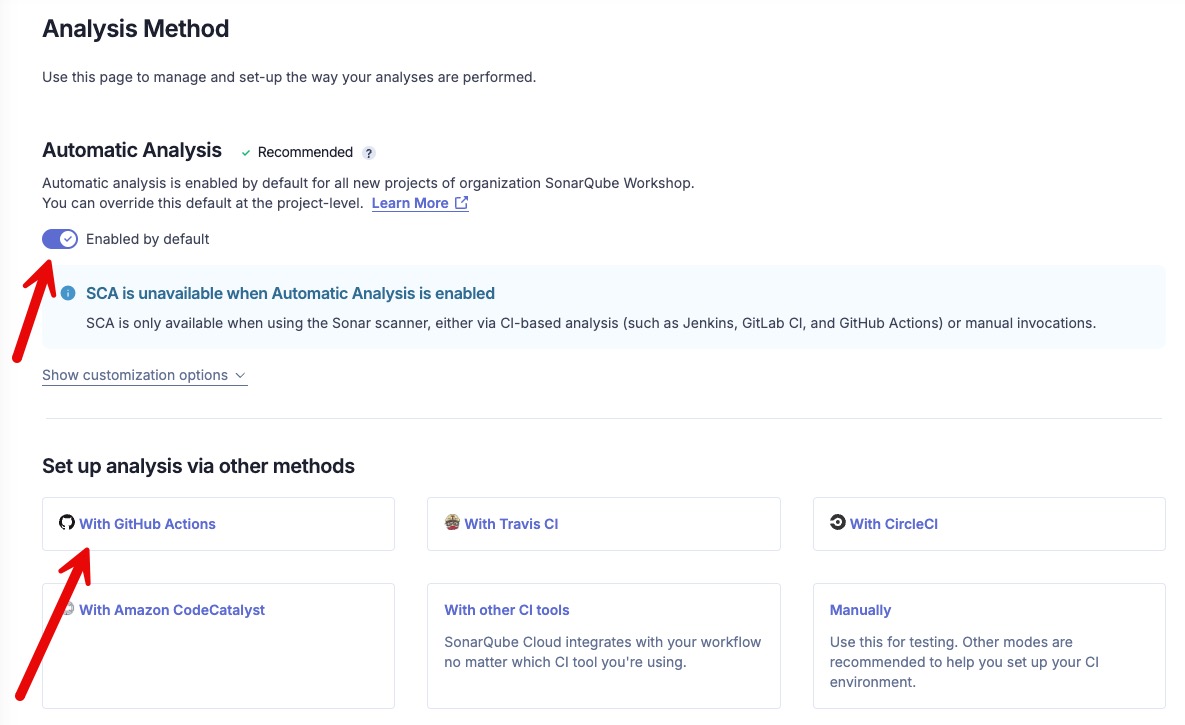 Analysis Method
Use this page to manage and set-up the way your analyses are performed.
Automatic Analysis
Recommended ?
Automatic analysis is enabled by default for all new projects of organization SonarQube Workshop.
You can override this default at the project-level. Learn More
Enabled by default
SCA is unavailable when Automatic Analysis is enabled
SCA is only available when using the Sonar scanner, either via CI-based analysis (such as Jenkins, GitLab CI, and GitHub Actions) or manual invocations.
Show customization options
Set up analysis via other methods
With GitHub Actions
With Travis CI
With CircleCI
With Amazon CodeCatalyst
With other CI tools
SonarQube Cloud integrates with your workflow
no matter which CI tool you're using.
Manually
Use this for testing. Other modes are
recommended to help you set up your CI
environment.